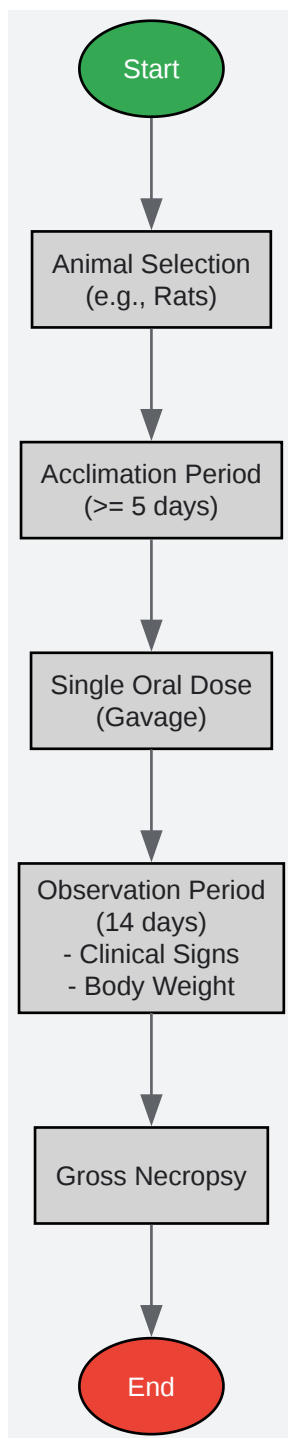 Start
Animal Selection
(e.g., Rats)
Acclimation Period
(>= 5 days)
Single Oral Dose
(Gavage)
Observation Period
(14 days)
- Clinical Signs
- Body Weight
Gross Necropsy
End